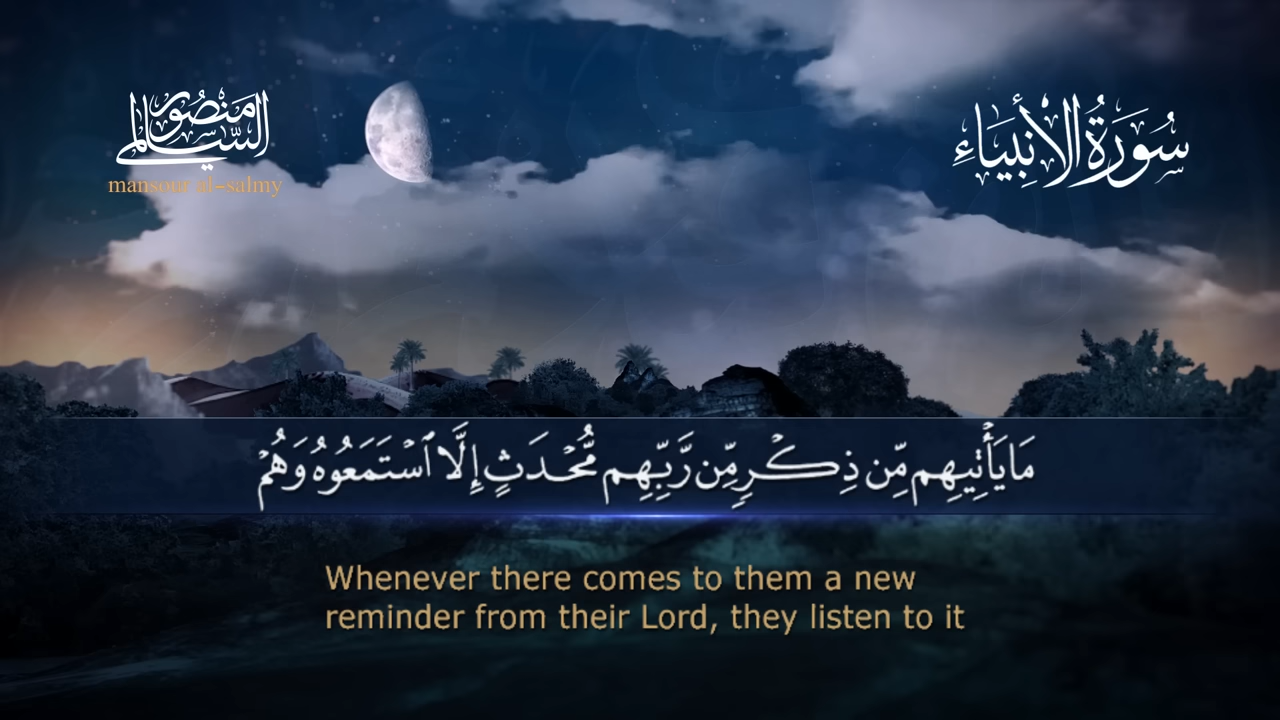 منصور السالمي
mansour al-salmy
سُورَةُ الأَنبِيَاءِ
مَا يَأْتِيهِم مِّن ذِكْرٍ مِّن رَّبِّهِم مُّحْدَثٍ إِلَّا ٱسْتَمَعُوهُ وَهُمْ
Whenever there comes to them a new
reminder from their Lord, they listen to it